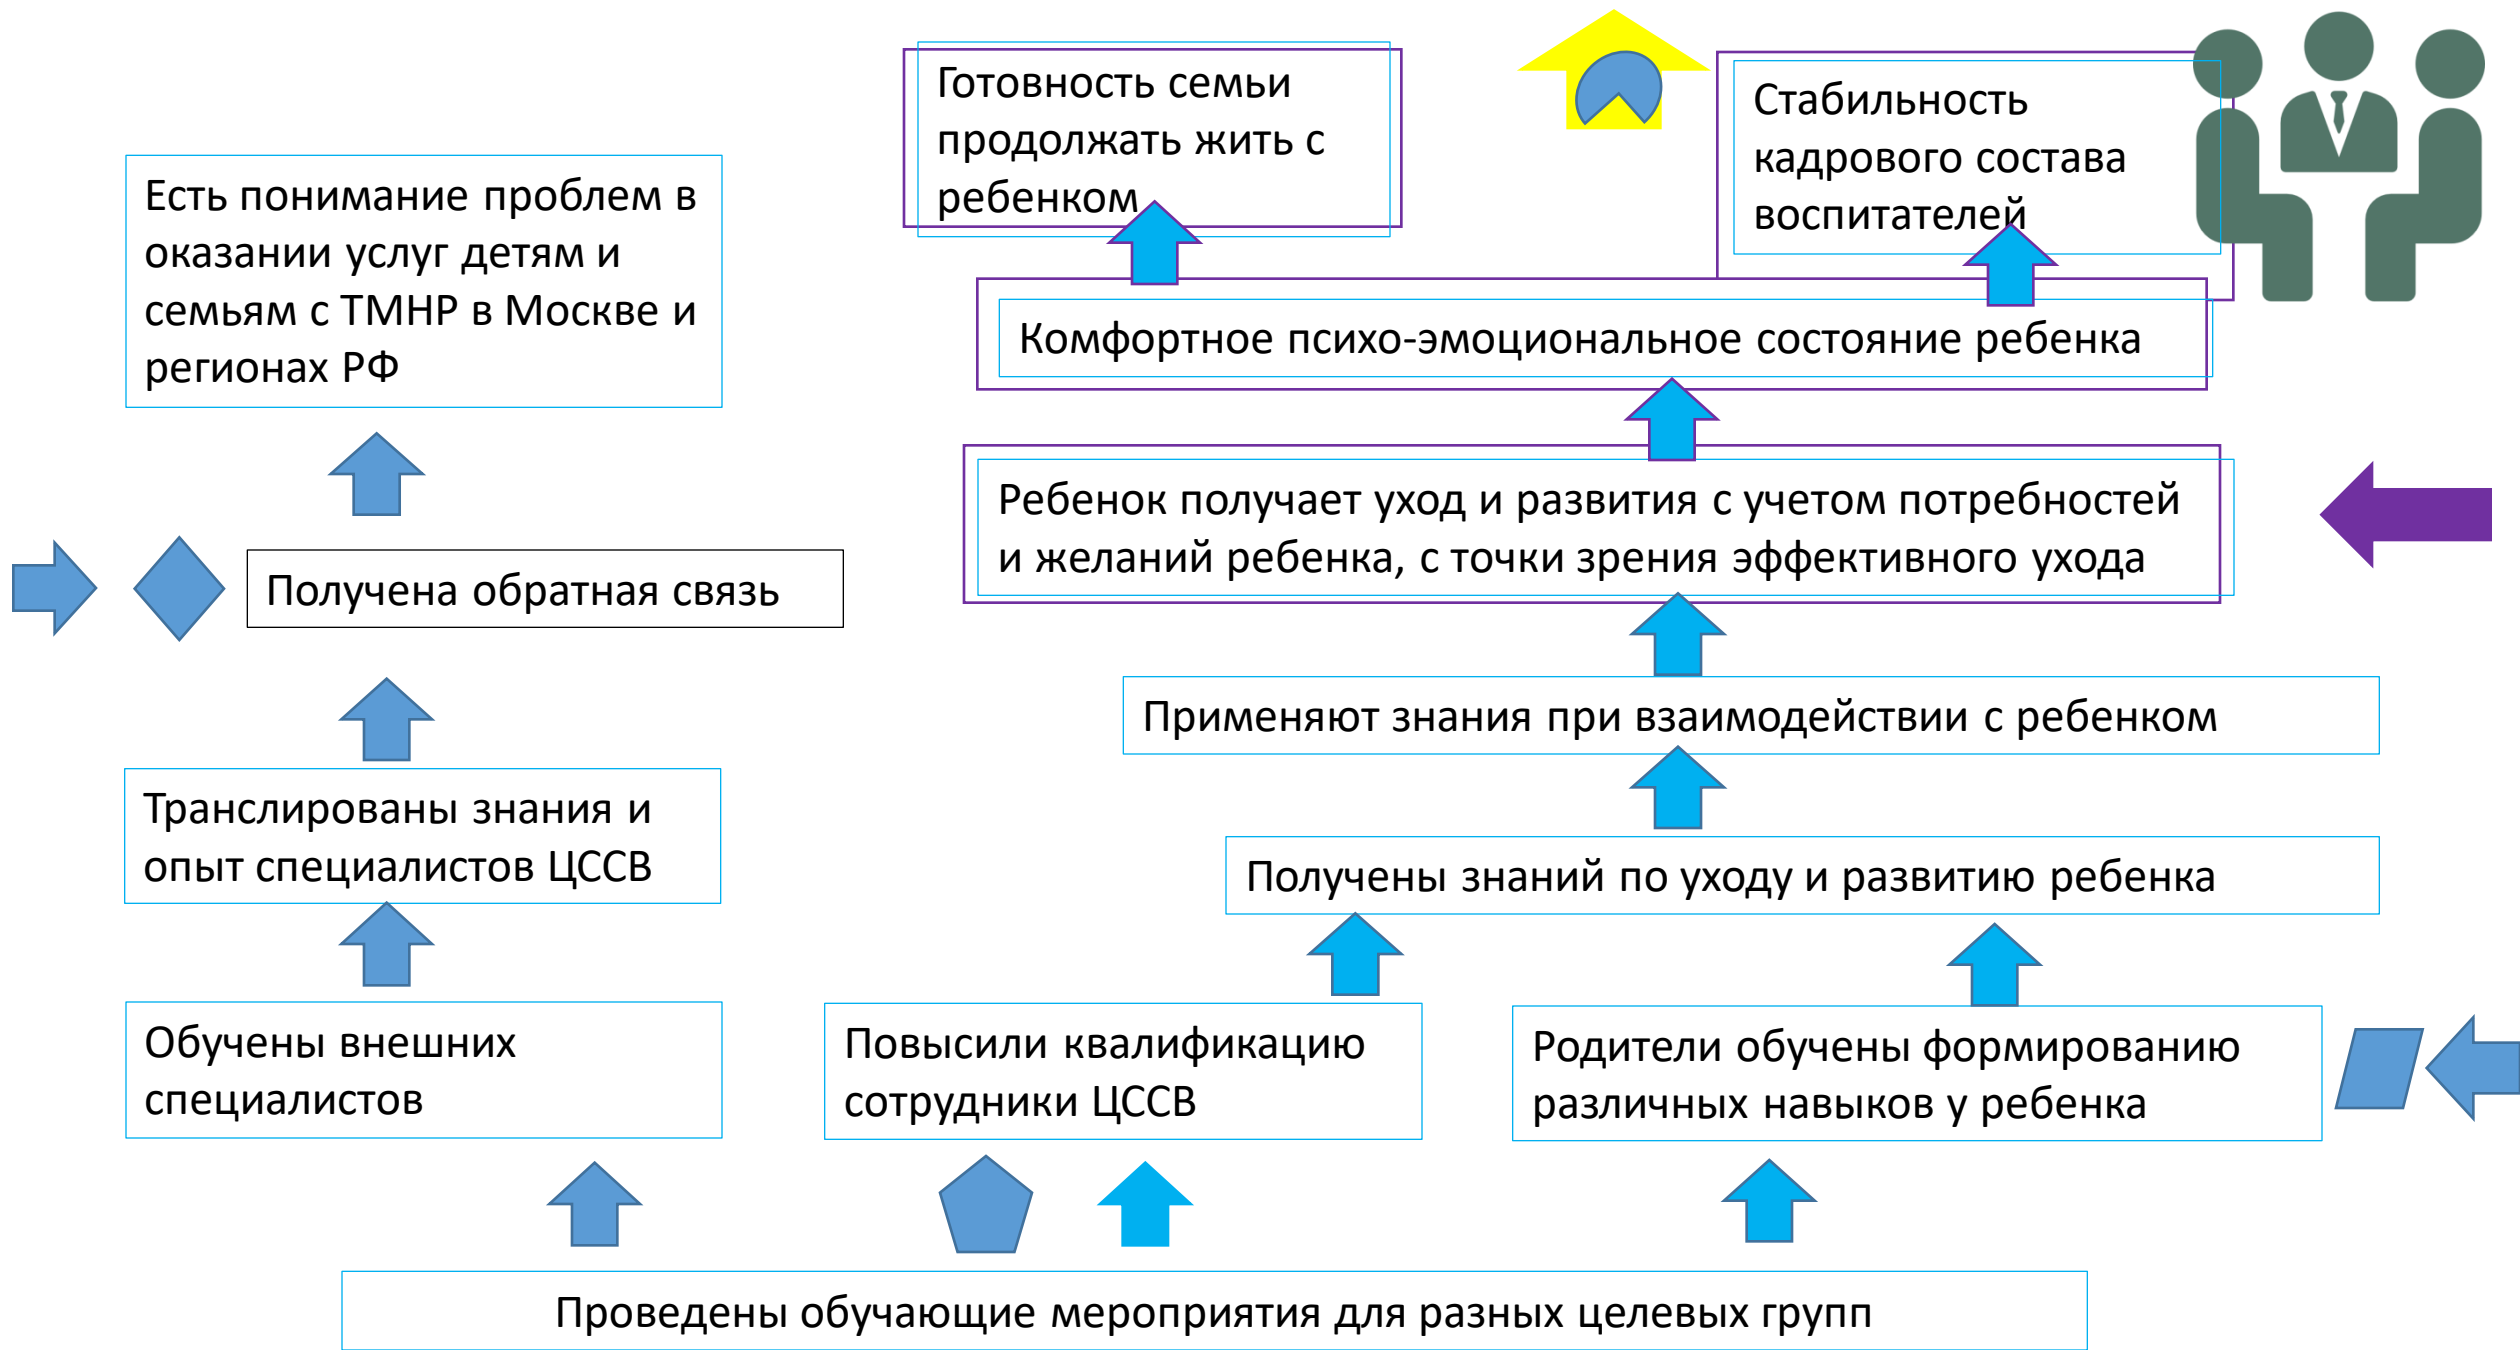 Готовность семьи
продолжать жить с
ребенком
Стабильность
кадрового состава
воспитателей
Есть понимание проблем в
оказании услуг детям и
семьям с ТМНР в Москве и
регионах РФ
Комфортное психо-эмоциональное состояние ребенка
Ребенок получает уход и развития с учетом потребностей
и желаний ребенка, с точки зрения эффективного ухода
Получена обратная связь
Применяют знания при взаимодействии с ребенком
Транслированы знания и
опыт специалистов ЦССВ
Получены знаний по уходу и развитию ребенка
Обучены внешних
специалистов
Повысили квалификацию
сотрудники ЦССВ
Родители обучены формированию
различных навыков у ребенка
Проведены обучающие мероприятия для разных целевых групп